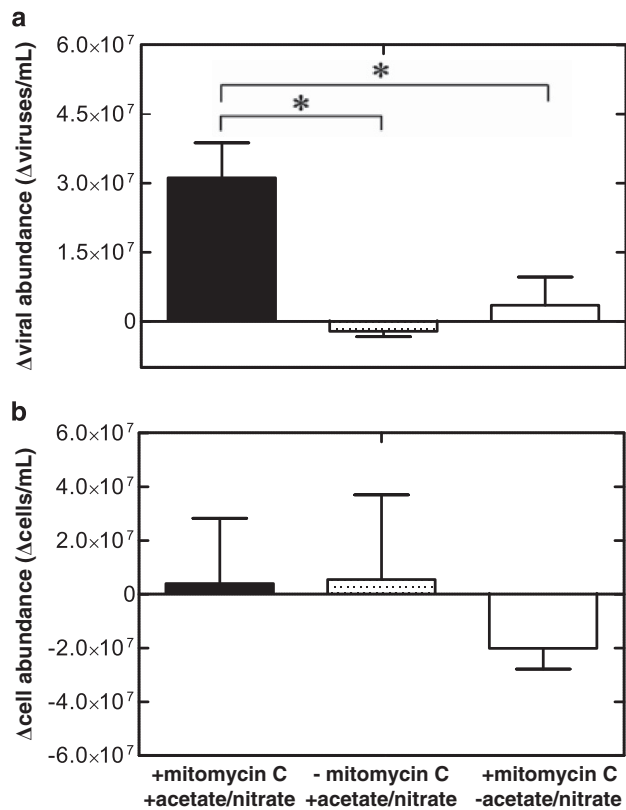 a
Δviral abundance (Δviruses/mL)
6.0×10⁷
4.5×10⁷
3.0×10⁷
1.5×10⁷
0
*
*
b
Δcell abundance (Δcells/mL)
6.0×10⁷
4.0×10⁷
2.0×10⁷
0
-2.0×10⁷
-4.0×10⁷
-6.0×10⁷
+mitomycin C
+acetate/nitrate
- mitomycin C
+acetate/nitrate
+mitomycin C
-acetate/nitrate